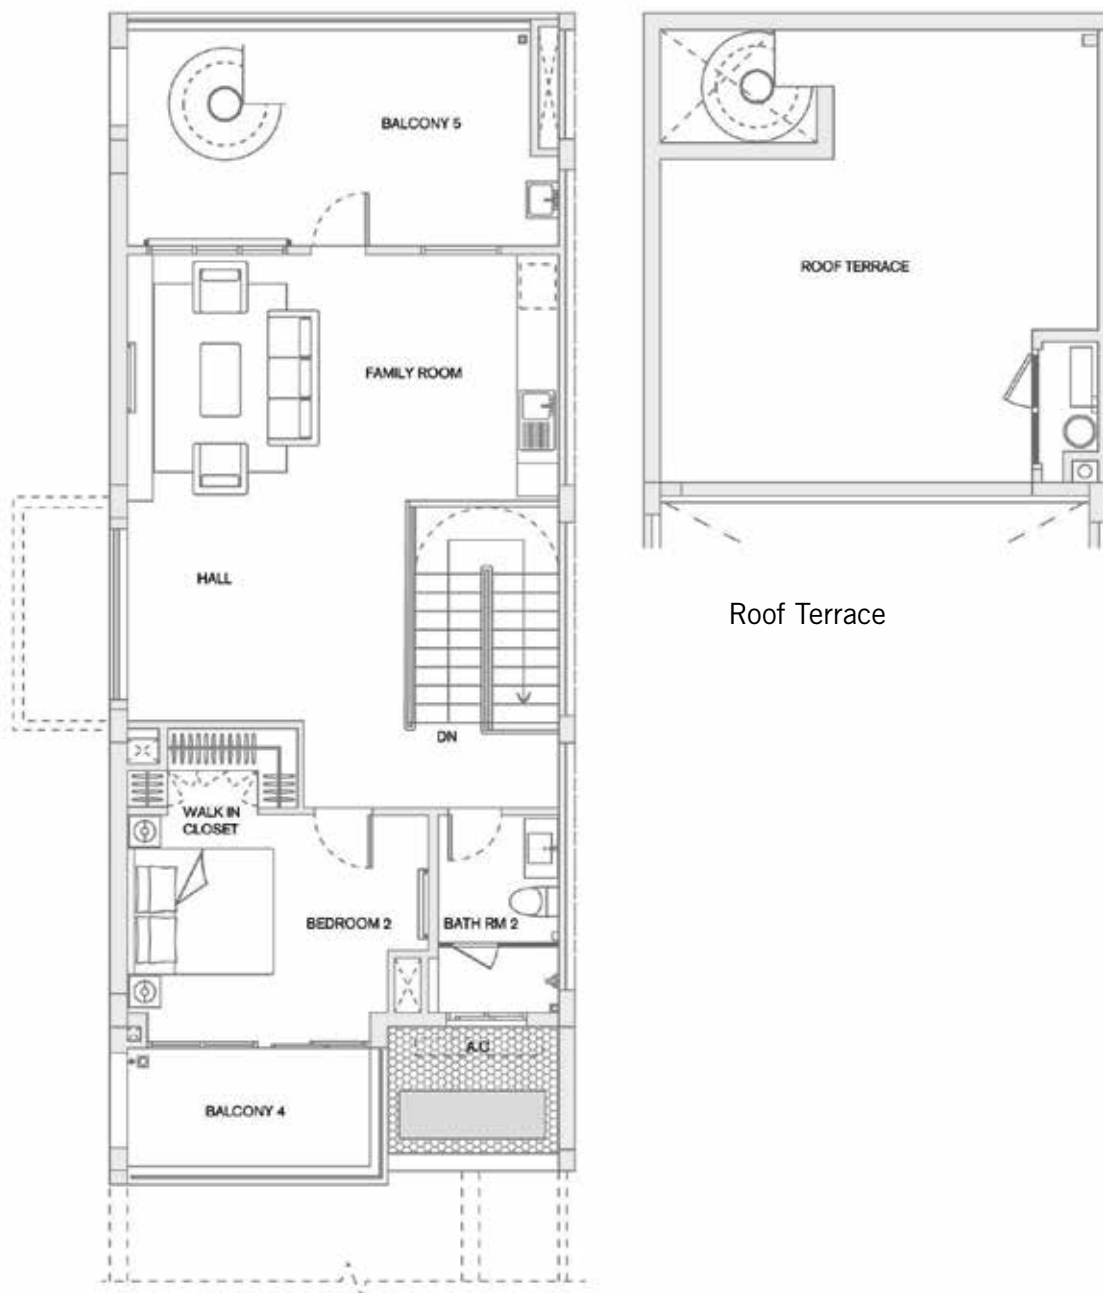 BALCONY 5
ROOF TERRACE
FAMILY ROOM
HALL
Roof Terrace
DN
WALK IN
CLOSET
BEDROOM 2
BATH RM 2
A.C
BALCONY 4